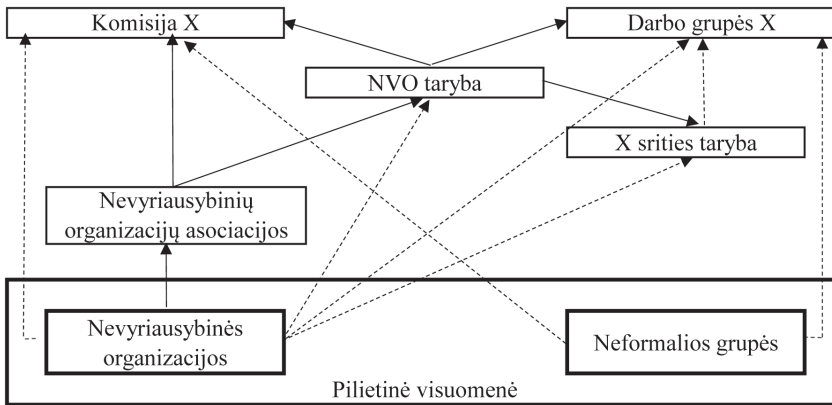 Komisija X
Darbo grupės X
NVO taryba
X srities taryba
Nevyriausybinių
organizacijų asociacijos
Nevyriausybinės
organizacijos
Neformalios grupės
Pilietinė visuomenė